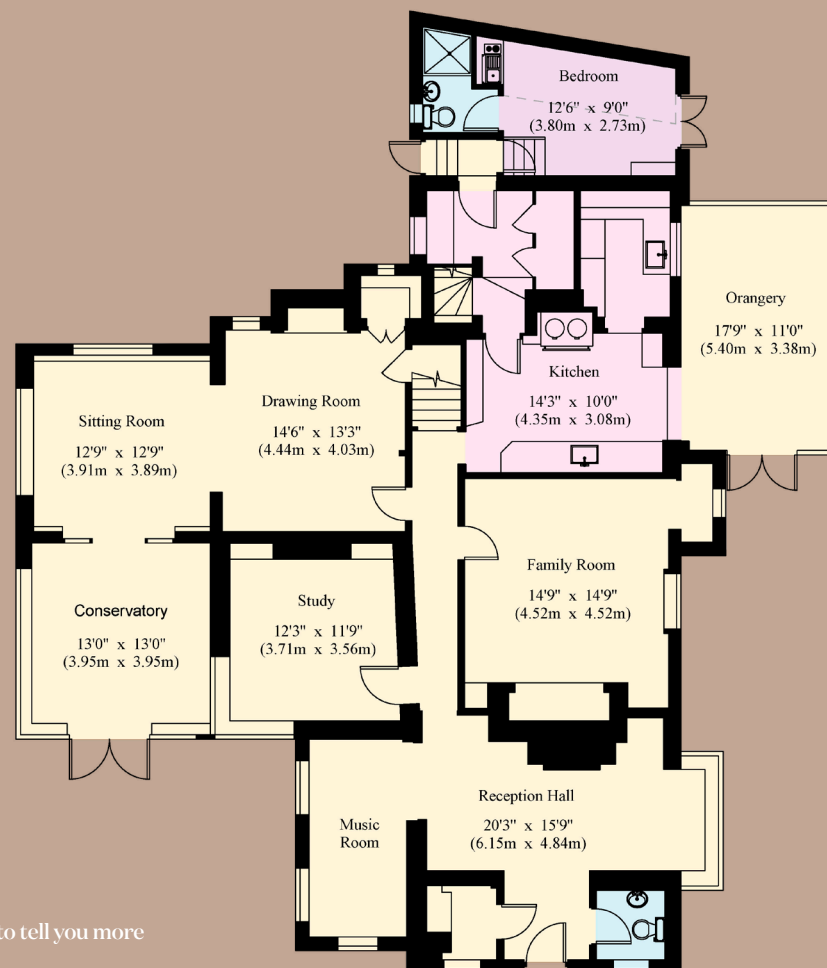 Bedroom
12'6" x 9'0"
(3.80m x 2.73m)
Orangery
17'9" x 11'0"
(5.40m x 3.38m)
Kitchen
14'3" x 10'0"
(4.35m x 3.08m)
Drawing Room
14'6" x 13'3"
(4.44m x 4.03m)
Sitting Room
12'9" x 12'9"
(3.91m x 3.89m)
Family Room
14'9" x 14'9"
(4.52m x 4.52m)
Study
12'3" x 11'9"
(3.71m x 3.56m)
Conservatory
13'0" x 13'0"
(3.95m x 3.95m)
Reception Hall
20'3" x 15'9"
(6.15m x 4.84m)
Music
Room
to tell you more